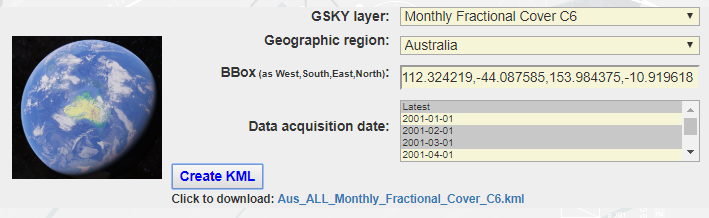 GSKY layer: Monthly Fractional Cover C6
Geographic region: Australia
BBox (as West,South,East,North): 112.324219,-44.087585,153.984375,-10.919618
Data acquisition date:
Latest
2001-01-01
2001-02-01
2001-03-01
2001-04-01
Create KML
Click to download: Aus_ALL_Monthly_Fractional_Cover_C6.kml